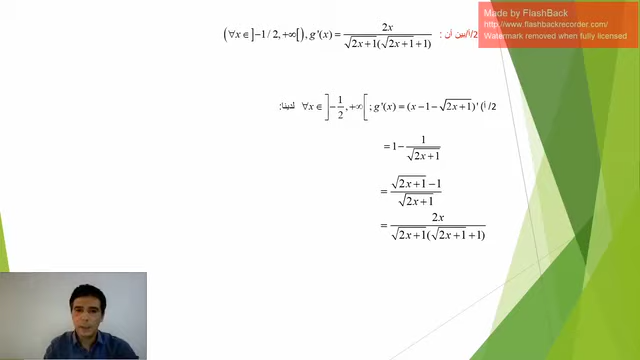 Made by FlashBack
http://www.flashbackrecorder.com/
Watermark removed when fully licensed
2/أ/بين أن : (∀x ∈ ]−1/2, +∞[), g'(x) = 2x / (√(2x+1)(√(2x+1)+1))
2/ أ) لدينا: ∀x ∈ ]−1/2, +∞[ ; g'(x) = (x−1−√(2x+1))'
= 1 − 1/√(2x+1)
= (√(2x+1) −1)/√(2x+1)
= 2x / (√(2x+1)(√(2x+1)+1))